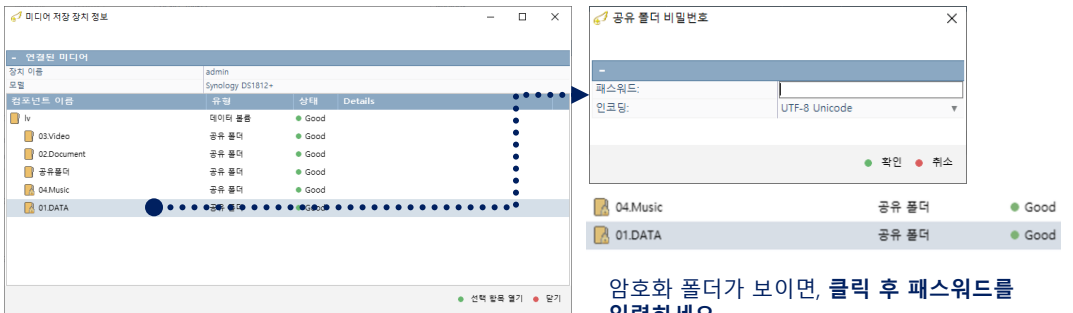 미디어 저장 장치 정보
연결된 미디어
장치 이름 admin
모델 Synology DS1812+
컴포넌트 이름 유형 상태 Details
lv 데이터 볼륨 Good
03.Video 공유 폴더 Good
02.Document 공유 폴더 Good
공유폴더 공유 폴더 Good
04.Music 공유 폴더 Good
01.DATA 공유 폴더 Good
선택 항목 열기 닫기
공유 폴더 비밀번호
패스워드:
인코딩: UTF-8 Unicode
확인 취소
04.Music 공유 폴더 Good
01.DATA 공유 폴더 Good
암호화 폴더가 보이면, 클릭 후 패스워드를